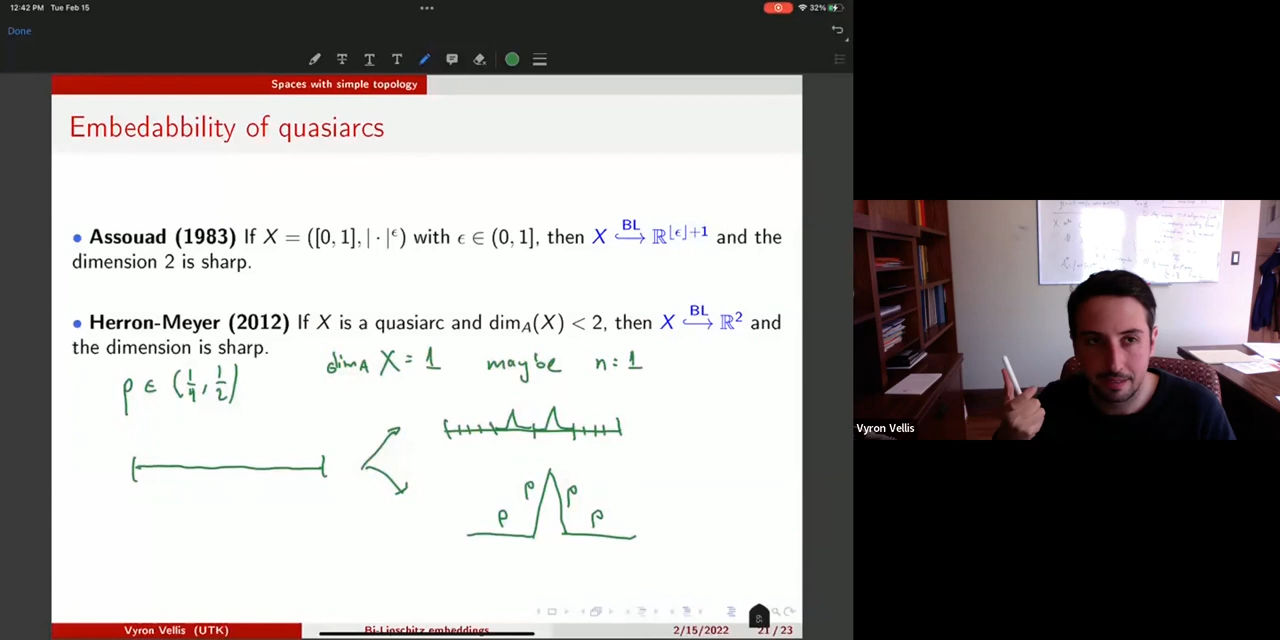 12:42 PM Tue Feb 15
32%
Done
Spaces with simple topology
Embedabbility of quasiarcs
• Assouad (1983) If X = ([0, 1], | · |^ϵ) with ϵ ∈ (0, 1], then X BL↪ ℝ^{⌊ϵ⌋+1} and the
dimension 2 is sharp.
• Herron-Meyer (2012) If X is a quasiarc and dim_A(X) < 2, then X BL↪ ℝ² and
the dimension is sharp.
dim_A X = 1 maybe n = 1
p ∈ (1/4, 1/2)
p p
p p
Vyron Vellis
Vyron Vellis (UTK)
Bi-Lipschitz embeddings
2/15/2022
21 / 23